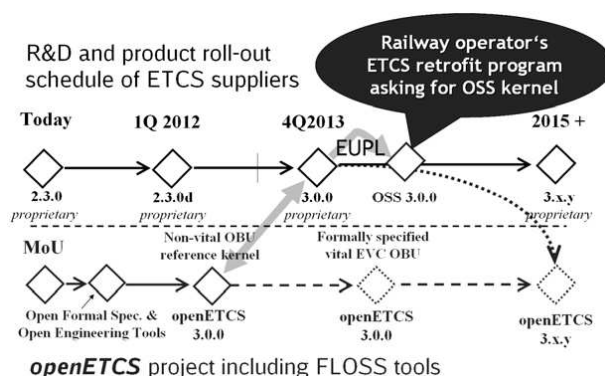 R&D and product roll-out
schedule of ETCS suppliers
Railway operator‘s
ETCS retrofit program
asking for OSS kernel
Today
1Q 2012
4Q2013
2015 +
EUPL
2.3.0
proprietary
2.3.0d
proprietary
3.0.0
proprietary
OSS 3.0.0
3.x.y
proprietary
MoU
Non-vital OBU
reference kernel
Formally specified
vital EVC OBU
Open Formal Spec. &
Open Engineering Tools
openETCS
3.0.0
openETCS
3.0.0
openETCS
3.x.y
openETCS project including FLOSS tools